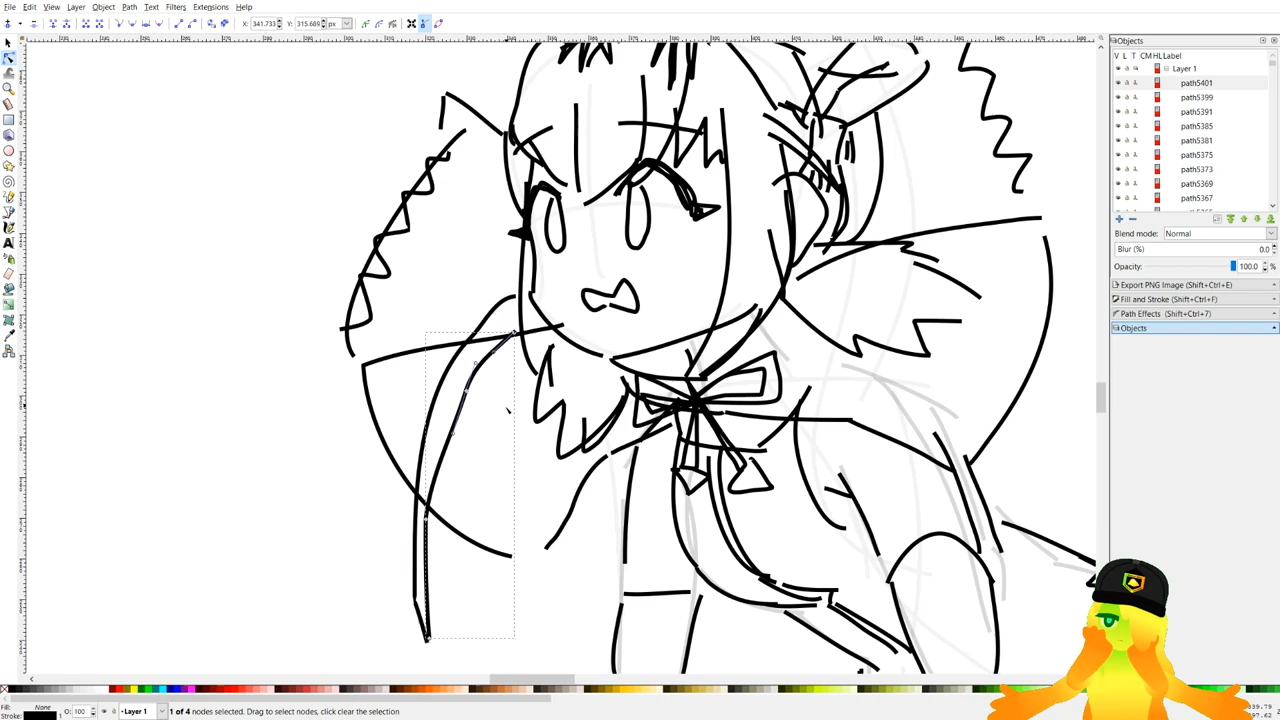 File Edit View Layer Object Path Text Filters Extensions Help
X: 341.733 Y: 315.689 px
Objects
V L T CM HL Label
Layer 1
path5401
path5399
path5391
path5385
path5381
path5375
path5373
path5369
path5367
Blend mode: Normal
Blur (%) 0.0
Opacity: 100.0 %
Export PNG Image (Shift+Ctrl+E)
Fill and Stroke (Shift+Ctrl+F)
Path Effects (Shift+Ctrl+7)
Objects
Fill: None
Stroke: 1
O: 100
Layer 1
1 of 4 nodes selected. Drag to select nodes, click clear the selection